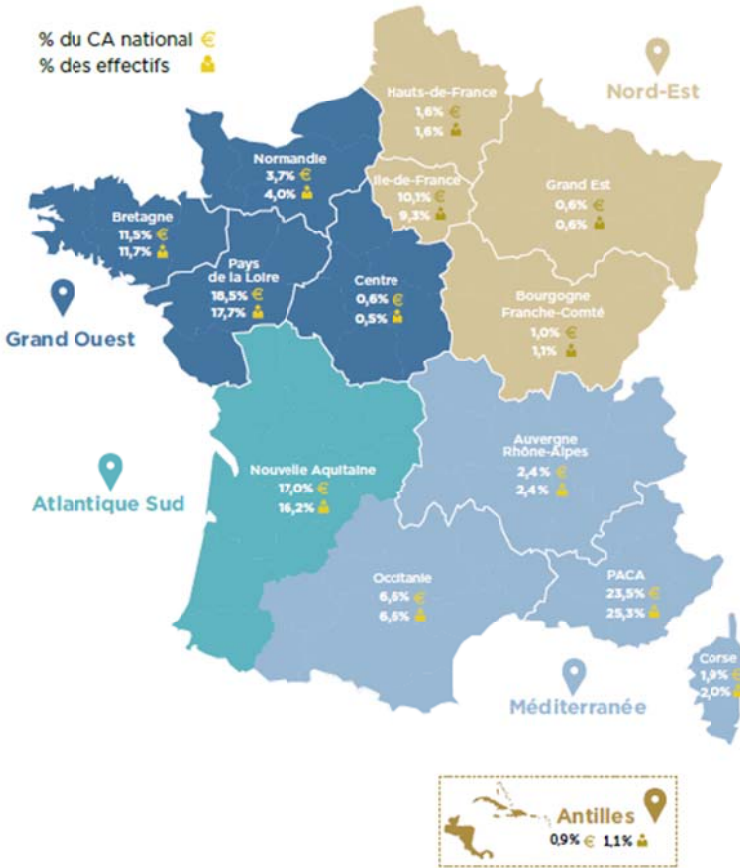 % du CA national €
% des effectifs
Nord-Est
Hauts-de-France
1,6% €
1,6%
Normandie
3,7% €
4,0%
Ile-de-France
10,1% €
9,3%
Grand Est
0,6% €
0,6%
Bretagne
11,5% €
11,7%
Pays
de la Loire
18,5% €
17,7%
Centre
0,6% €
0,5%
Bourgogne
Franche-Comté
1,0% €
1,1%
Grand Ouest
Auvergne
Rhône-Alpes
2,4% €
2,4%
Nouvelle Aquitaine
17,0% €
16,2%
Atlantique Sud
Occitanie
6,5% €
6,5%
PACA
23,5% €
25,3%
Corse
1,9% €
2,0%
Méditerranée
Antilles
0,9% € 1,1%